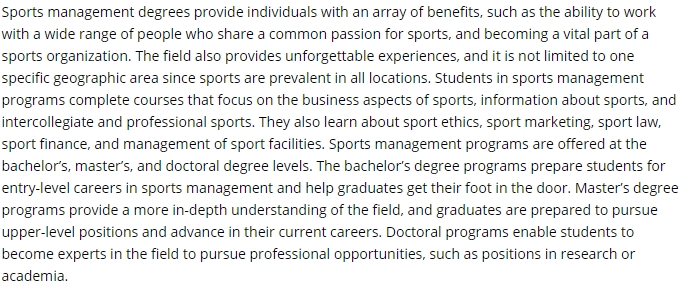 Sports management degrees provide individuals with an array of benefits, such as the ability to work
with a wide range of people who share a common passion for sports, and becoming a vital part of a
sports organization. The field also provides unforgettable experiences, and it is not limited to one
specific geographic area since sports are prevalent in all locations. Students in sports management
programs complete courses that focus on the business aspects of sports, information about sports, and
intercollegiate and professional sports. They also learn about sport ethics, sport marketing, sport law,
sport finance, and management of sport facilities. Sports management programs are offered at the
bachelor’s, master’s, and doctoral degree levels. The bachelor’s degree programs prepare students for
entry-level careers in sports management and help graduates get their foot in the door. Master’s degree
programs provide a more in-depth understanding of the field, and graduates are prepared to pursue
upper-level positions and advance in their current careers. Doctoral programs enable students to
become experts in the field to pursue professional opportunities, such as positions in research or
academia.